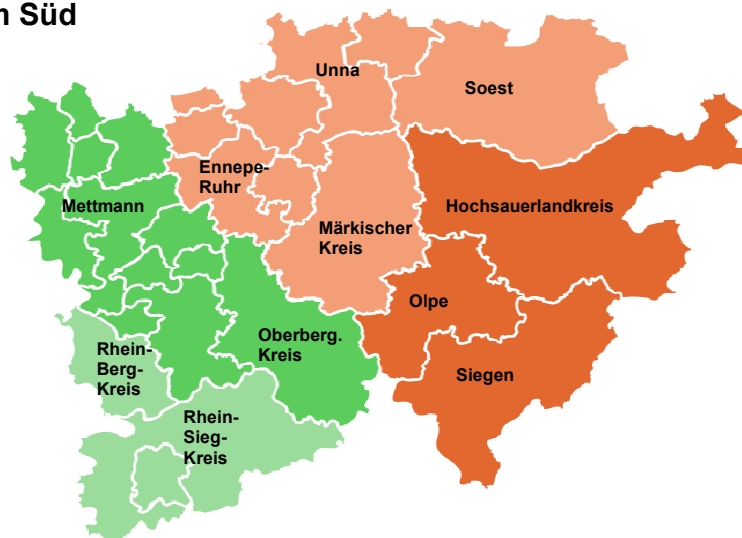 n Süd
Unna
Soest
Ennepe-
Ruhr
Mettmann
Hochsauerlandkreis
Märkischer
Kreis
Olpe
Oberberg.
Kreis
Rhein-
Berg-
Kreis
Siegen
Rhein-
Sieg-
Kreis